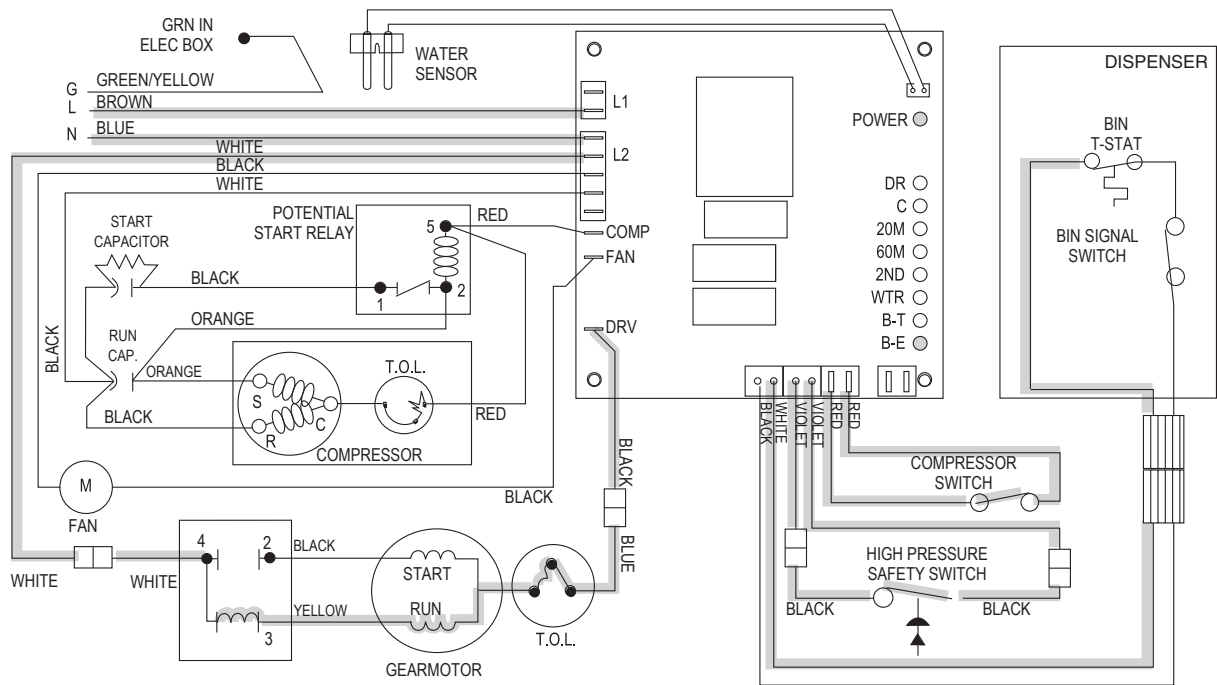 GRN IN
ELEC BOX
G GREEN/YELLOW
L BROWN
N BLUE
WHITE
BLACK
WHITE
WATER
SENSOR
L1
L2
COMP
FAN
DRV
POWER
DR
C
20M
60M
2ND
WTR
B-T
B-E
DISPENSER
BIN
T-STAT
BIN SIGNAL
SWITCH
START
CAPACITOR
POTENTIAL
START RELAY
5
RED
BLACK
1
2
ORANGE
BLACK
RUN
CAP.
ORANGE
BLACK
S
R
C
T.O.L.
RED
COMPRESSOR
M
FAN
BLACK
BLACK
WHITE
VIOLET
VIOLET
RED
RED
COMPRESSOR
SWITCH
HIGH PRESSURE
SAFETY SWITCH
BLACK
BLACK
BLACK
BLUE
WHITE
WHITE
4
2
3
BLACK
YELLOW
START
RUN
GEARMOTOR
T.O.L.